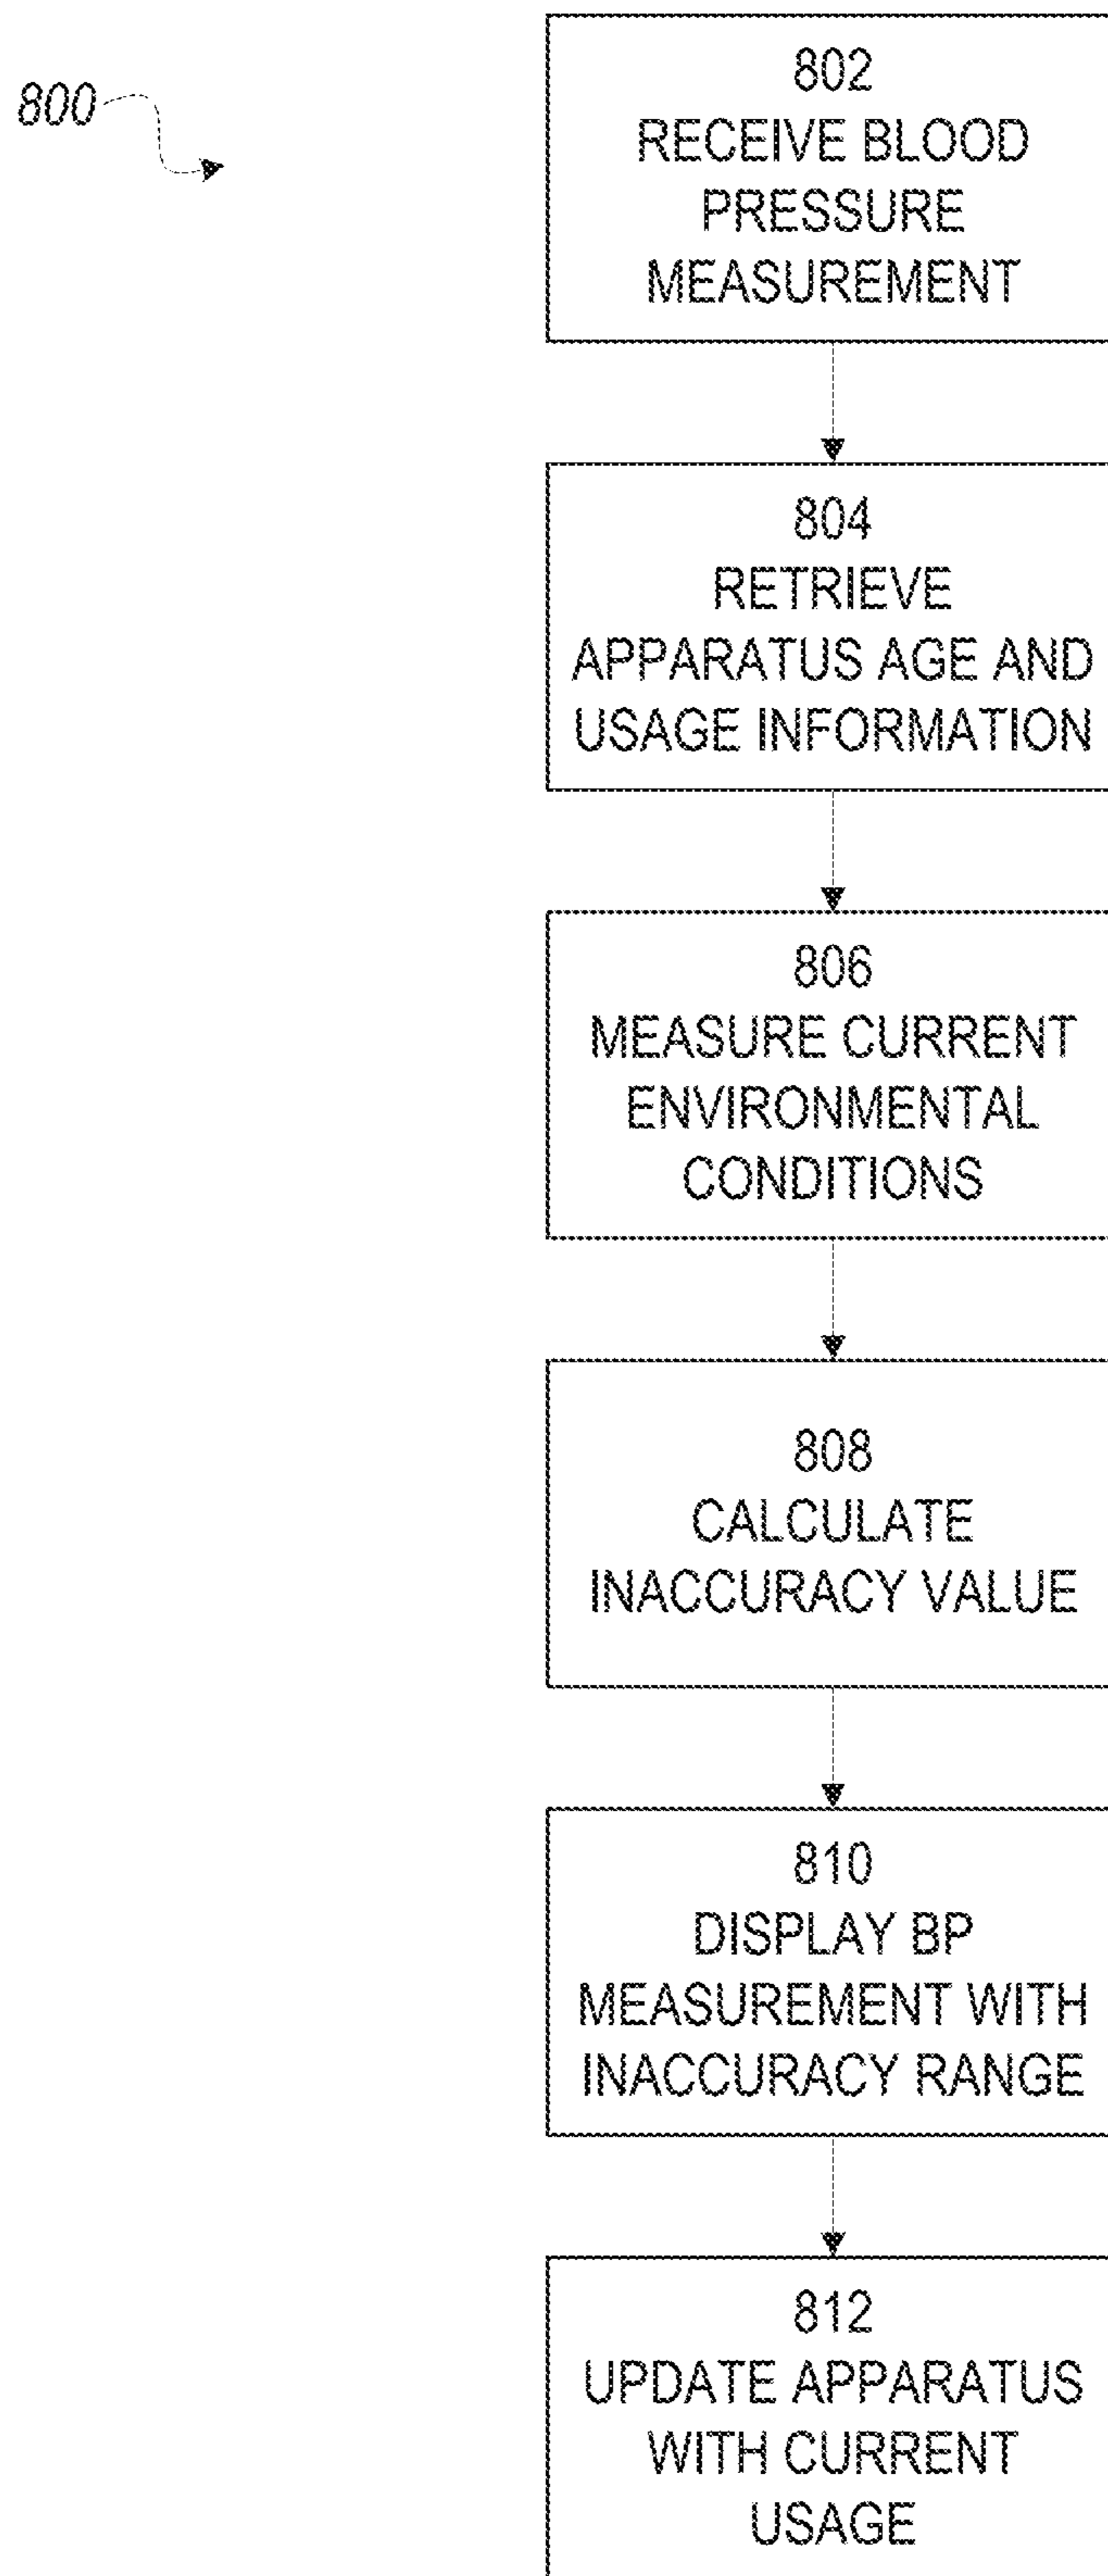 800
802
RECEIVE BLOOD
PRESSURE
MEASUREMENT
804
RETRIEVE
APPARATUS AGE AND
USAGE INFORMATION
806
MEASURE CURRENT
ENVIRONMENTAL
CONDITIONS
808
CALCULATE
INACCURACY VALUE
810
DISPLAY BP
MEASUREMENT WITH
INACCURACY RANGE
812
UPDATE APPARATUS
WITH CURRENT
USAGE